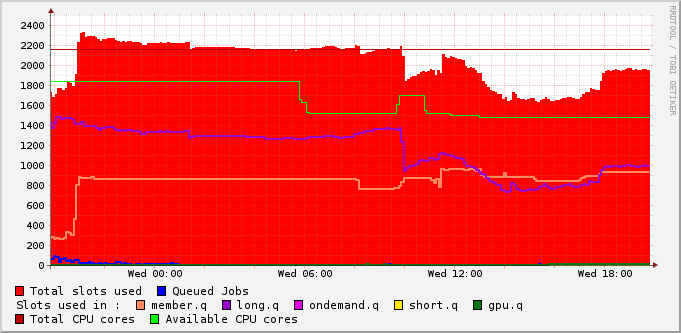 2400
2200
2000
1800
1600
1400
1200
1000
800
600
400
200
0
Wed 00:00 Wed 06:00 Wed 12:00 Wed 18:00
Total slots used Queued Jobs
Slots used in : member.q long.q ondemand.q short.q gpu.q
Total CPU cores Available CPU cores
RRDTOOL / TOBI OETIKER